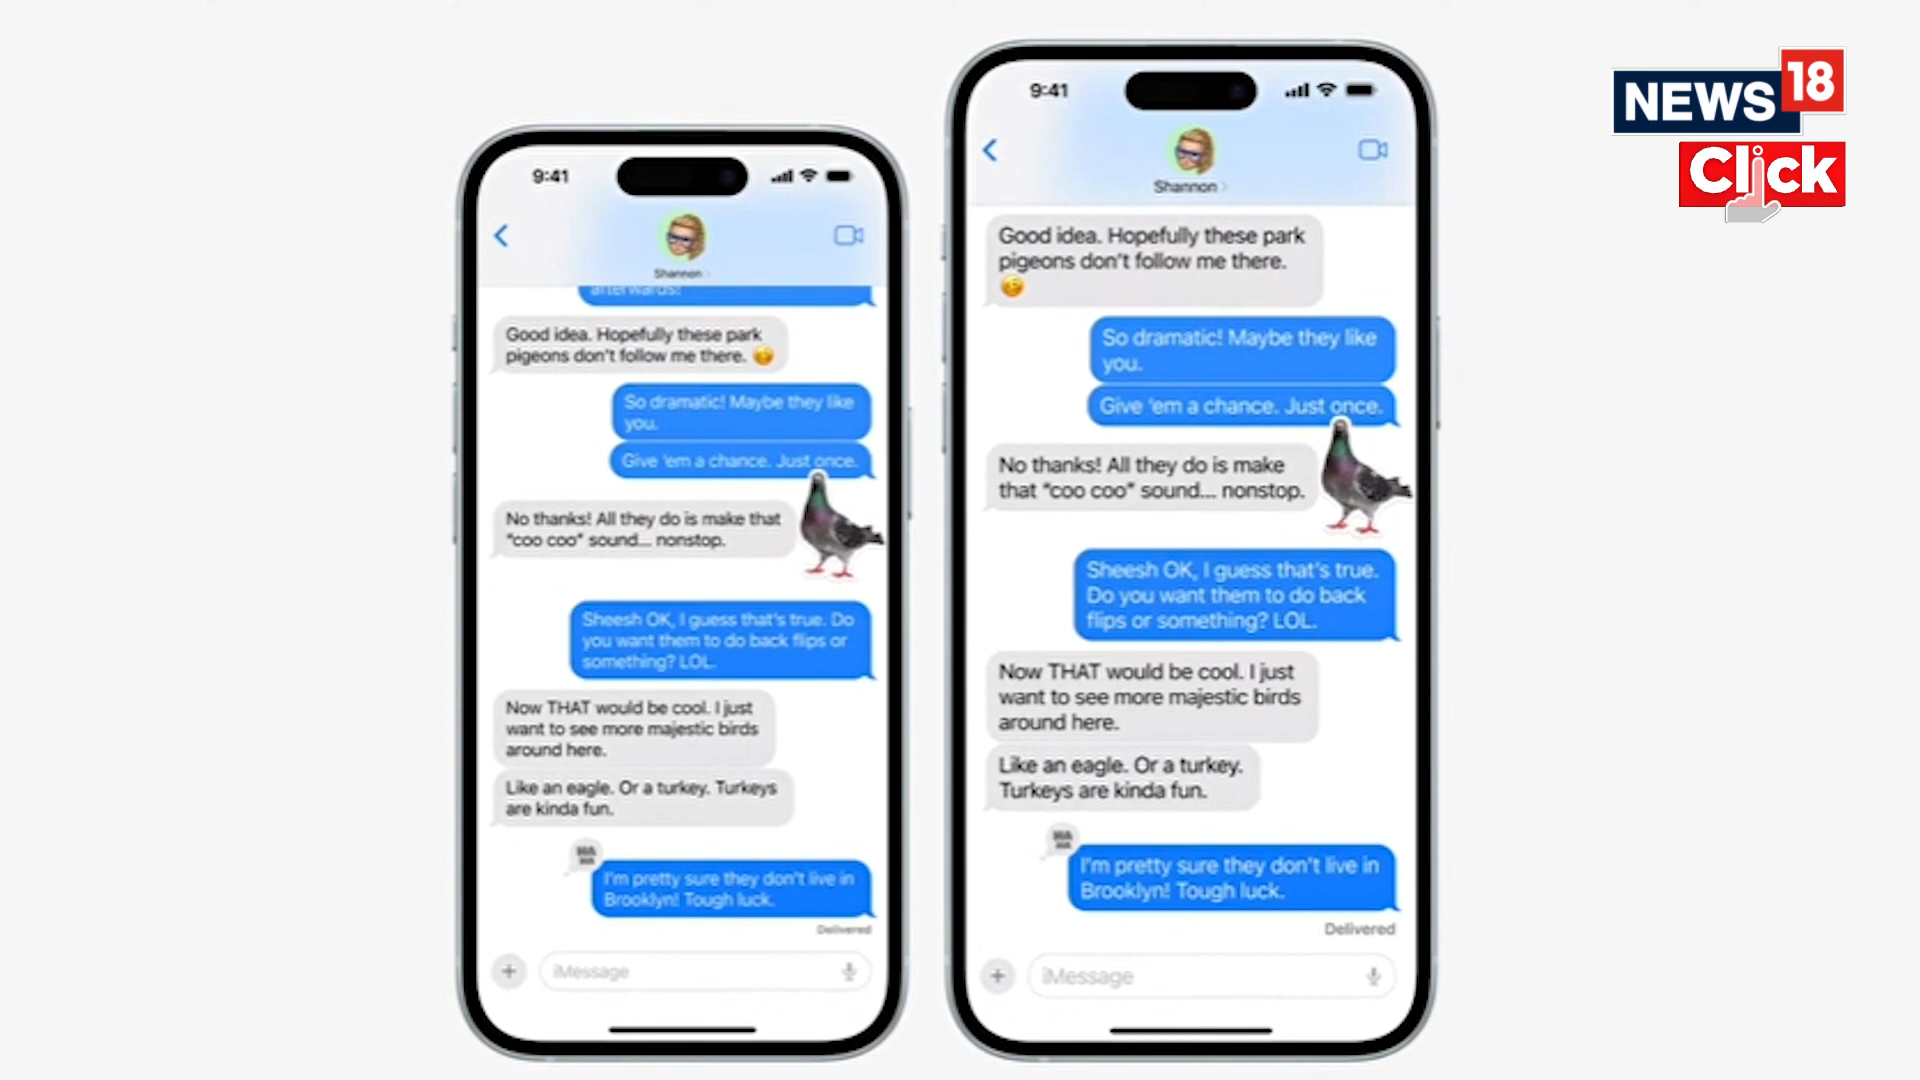 NEWS 18
Click
9:41
Shannon
afterwards!
Good idea. Hopefully these park
pigeons don't follow me there.
So dramatic! Maybe they like
you.
Give 'em a chance. Just once.
No thanks! All they do is make that
"coo coo" sound... nonstop.
Sheesh OK, I guess that's true. Do
you want them to do back flips or
something? LOL.
Now THAT would be cool. I just
want to see more majestic birds
around here.
Like an eagle. Or a turkey. Turkeys
are kinda fun.
HA
HA
I'm pretty sure they don't live in
Brooklyn! Tough luck.
Delivered
iMessage
9:41
Shannon
Good idea. Hopefully these park
pigeons don't follow me there.
So dramatic! Maybe they like
you.
Give 'em a chance. Just once.
No thanks! All they do is make
that "coo coo" sound... nonstop.
Sheesh OK, I guess that's true.
Do you want them to do back
flips or something? LOL.
Now THAT would be cool. I just
want to see more majestic birds
around here.
Like an eagle. Or a turkey.
Turkeys are kinda fun.
HA
HA
I'm pretty sure they don't live in
Brooklyn! Tough luck.
Delivered
iMessage